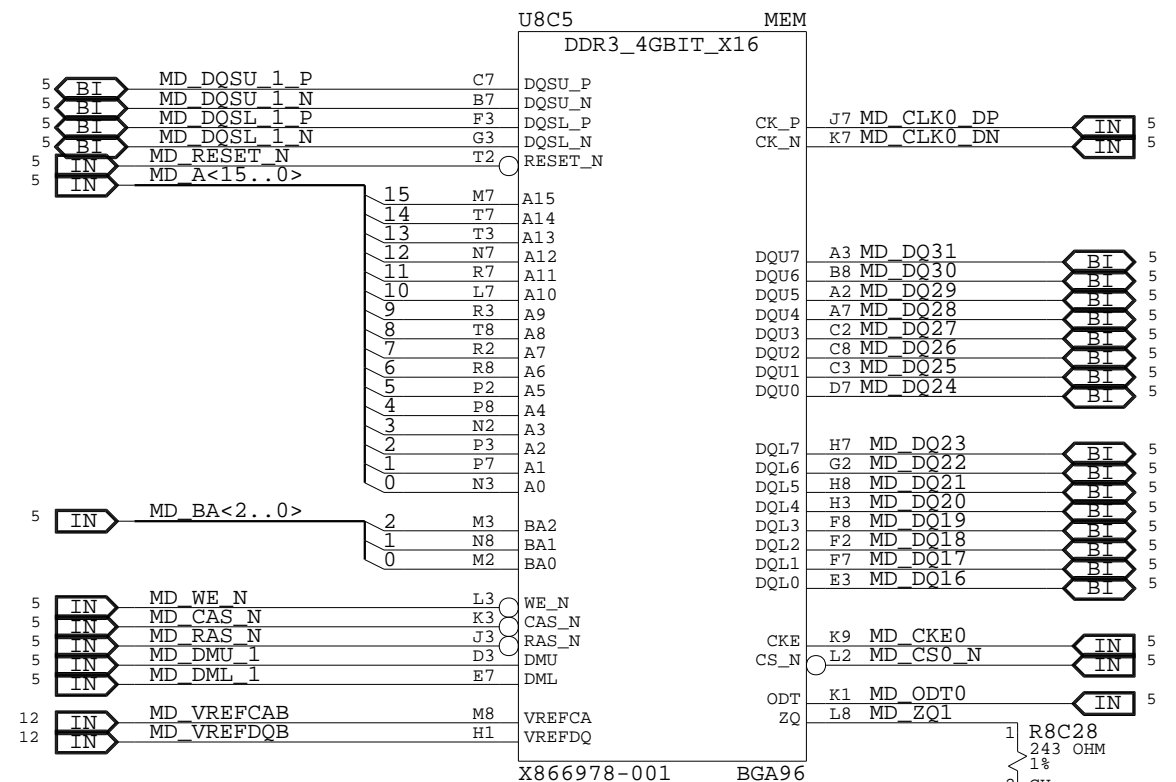 U8C5 MEM
DDR3_4GBIT_X16
5 BI MD_DQSU_1_P C7 DQSU_P
5 BI MD_DQSU_1_N B7 DQSU_N
5 BI MD_DQSL_1_P F3 DQSL_P CK_P J7 MD_CLK0_DP IN 5
5 BI MD_DQSL_1_N G3 DQSL_N CK_N K7 MD_CLK0_DN IN 5
5 IN MD_RESET_N T2 RESET_N
5 IN MD_A<15..0>
15 M7 A15
14 T7 A14
13 T3 A13
12 N7 A12 DQU7 A3 MD_DQ31 BI 5
11 R7 A11 DQU6 B8 MD_DQ30 BI 5
10 L7 A10 DQU5 A2 MD_DQ29 BI 5
9 R3 A9 DQU4 A7 MD_DQ28 BI 5
8 T8 A8 DQU3 C2 MD_DQ27 BI 5
7 R2 A7 DQU2 C8 MD_DQ26 BI 5
6 R8 A6 DQU1 C3 MD_DQ25 BI 5
5 P2 A5 DQU0 D7 MD_DQ24 BI 5
4 P8 A4
3 N2 A3
2 P3 A2 DQL7 H7 MD_DQ23 BI 5
1 P7 A1 DQL6 G2 MD_DQ22 BI 5
0 N3 A0 DQL5 H8 MD_DQ21 BI 5
DQL4 H3 MD_DQ20 BI 5
5 IN MD_BA<2..0> 2 M3 BA2 DQL3 F8 MD_DQ19 BI 5
1 N8 BA1 DQL2 F2 MD_DQ18 BI 5
0 M2 BA0 DQL1 F7 MD_DQ17 BI 5
DQL0 E3 MD_DQ16 BI 5
5 IN MD_WE_N L3 WE_N
5 IN MD_CAS_N K3 CAS_N
5 IN MD_RAS_N J3 RAS_N CKE K9 MD_CKE0 IN 5
5 IN MD_DMU_1 D3 DMU CS_N L2 MD_CS0_N IN 5
5 IN MD_DML_1 E7 DML
ODT K1 MD_ODT0 IN 5
12 IN MD_VREFCAB M8 VREFCA ZQ L8 MD_ZQ1
12 IN MD_VREFDQB H1 VREFDQ 1 R8C28
243 OHM
1%
X866978-001 BGA96